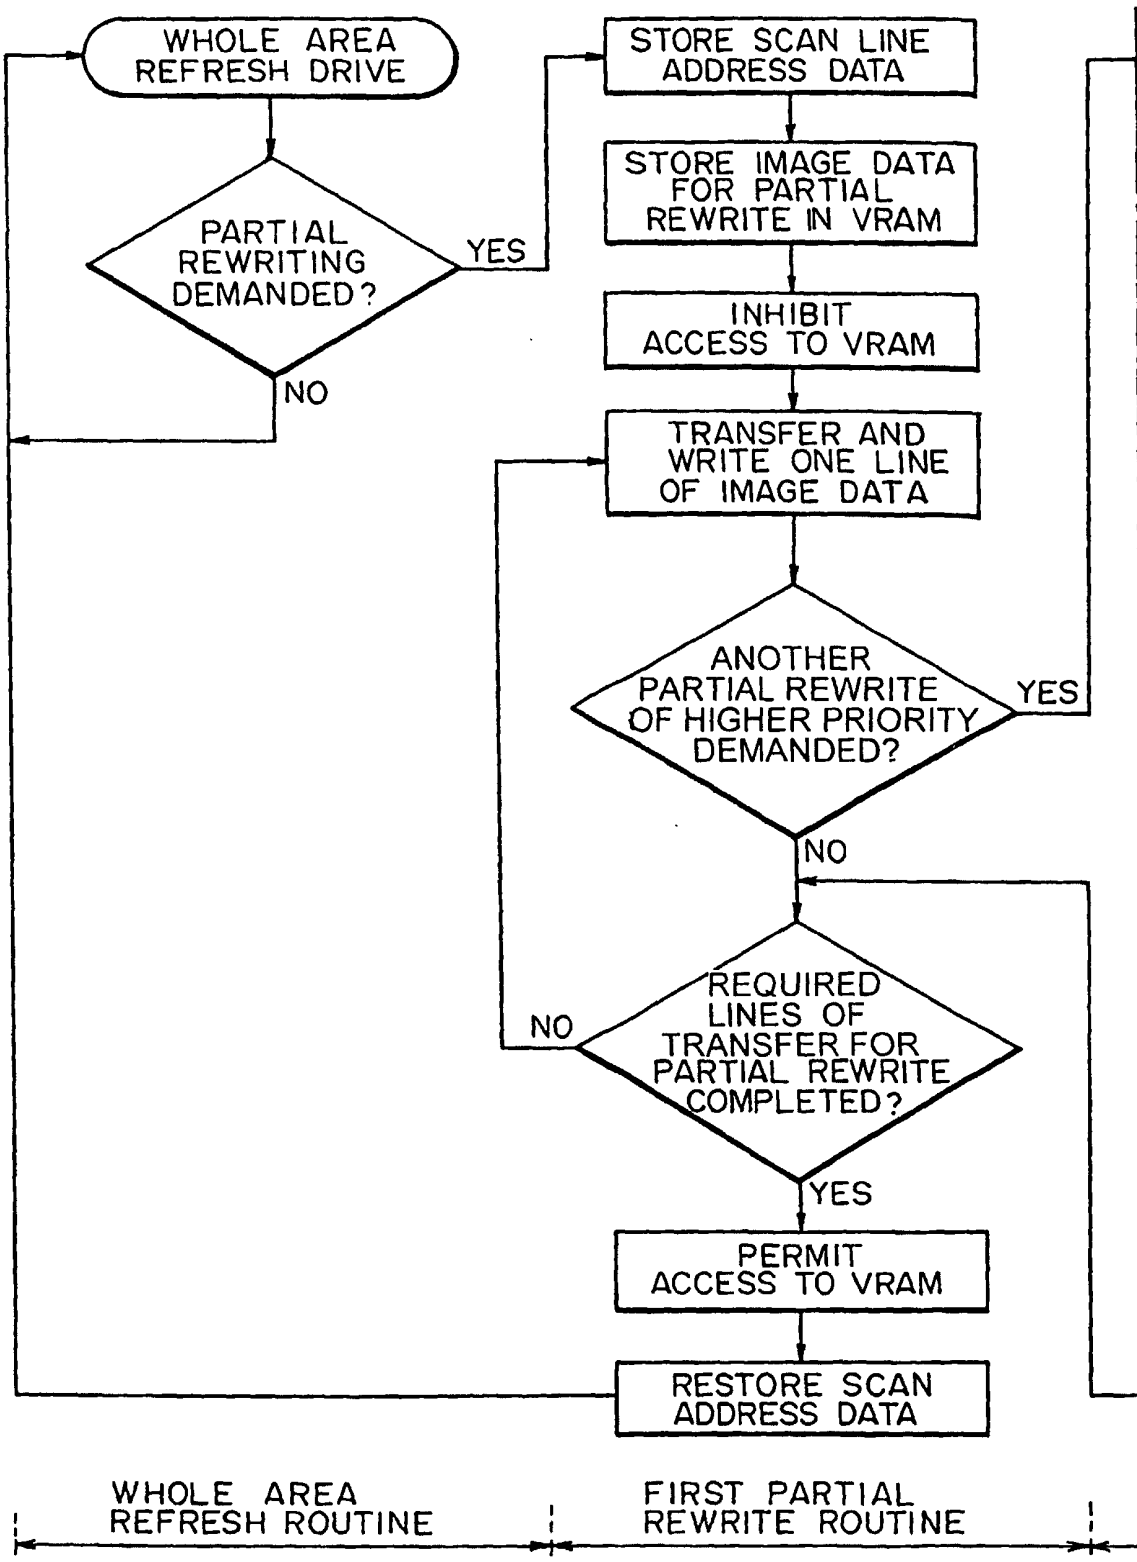 WHOLE AREA
REFRESH DRIVE
PARTIAL
REWRITING
DEMANDED?
YES
NO
STORE SCAN LINE
ADDRESS DATA
STORE IMAGE DATA
FOR PARTIAL
REWRITE IN VRAM
INHIBIT
ACCESS TO VRAM
TRANSFER AND
WRITE ONE LINE
OF IMAGE DATA
ANOTHER
PARTIAL REWRITE
OF HIGHER PRIORITY
DEMANDED?
YES
NO
REQUIRED
LINES OF
TRANSFER FOR
PARTIAL REWRITE
COMPLETED?
NO
YES
PERMIT
ACCESS TO VRAM
RESTORE SCAN
ADDRESS DATA
WHOLE AREA
REFRESH ROUTINE
FIRST PARTIAL
REWRITE ROUTINE